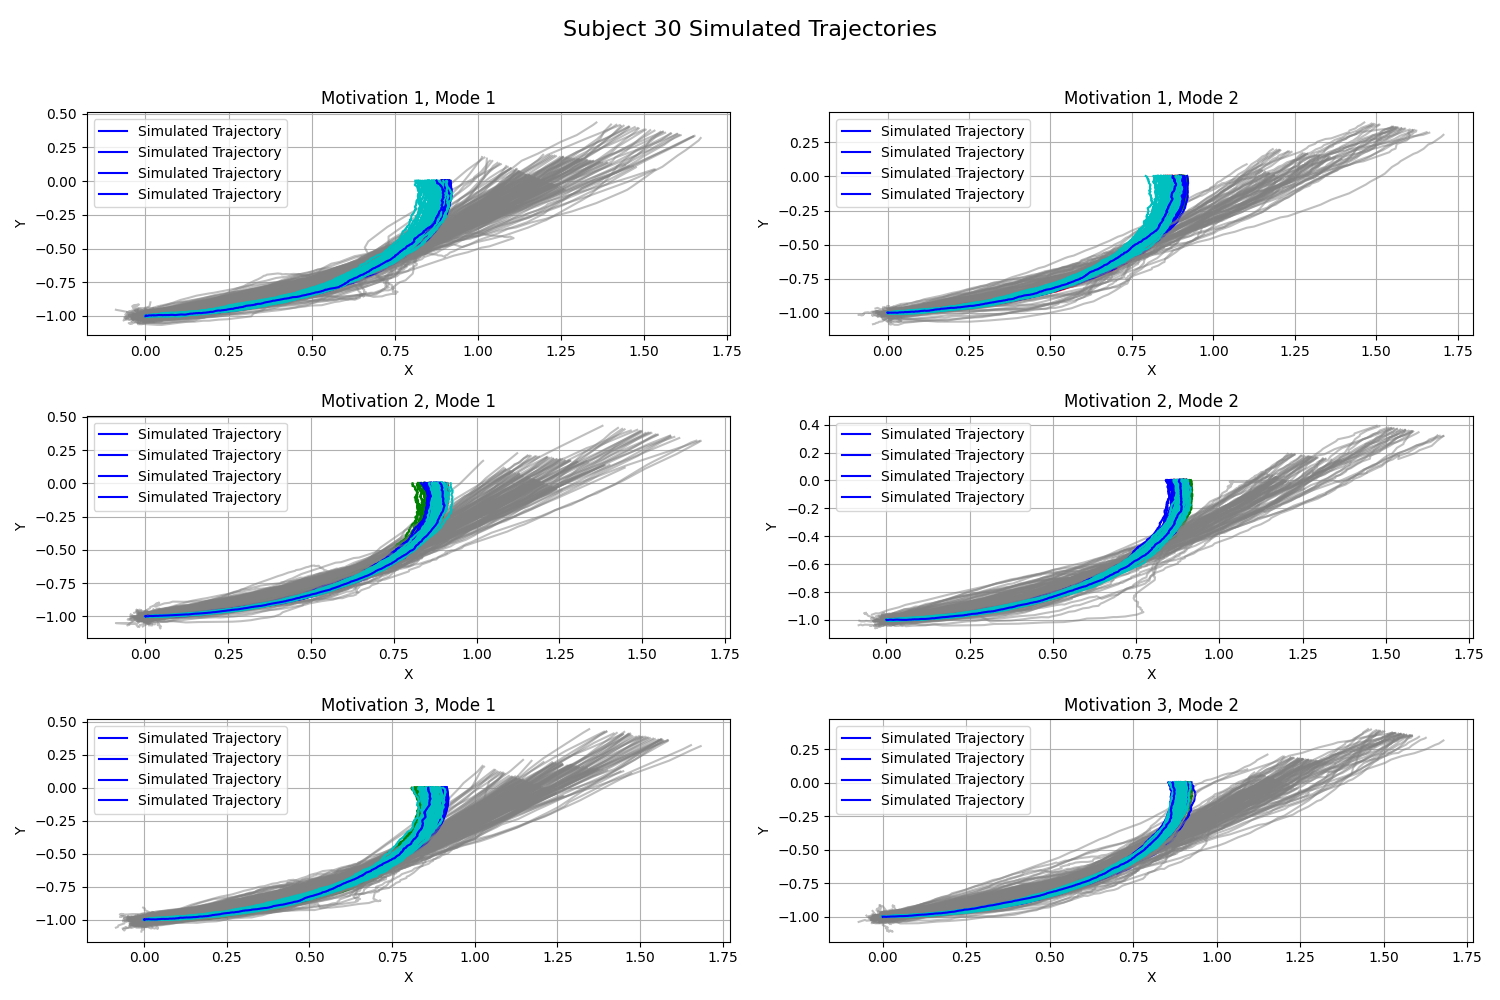 Subject 30 Simulated Trajectories
Motivation 1, Mode 1
Simulated Trajectory
Simulated Trajectory
Simulated Trajectory
Simulated Trajectory
0.50
0.25
0.00
−0.25
−0.50
−0.75
−1.00
Y
0.00 0.25 0.50 0.75 1.00 1.25 1.50 1.75
X
Motivation 1, Mode 2
Simulated Trajectory
Simulated Trajectory
Simulated Trajectory
Simulated Trajectory
0.25
0.00
−0.25
−0.50
−0.75
−1.00
Y
0.00 0.25 0.50 0.75 1.00 1.25 1.50 1.75
X
Motivation 2, Mode 1
Simulated Trajectory
Simulated Trajectory
Simulated Trajectory
Simulated Trajectory
0.50
0.25
0.00
−0.25
−0.50
−0.75
−1.00
Y
0.00 0.25 0.50 0.75 1.00 1.25 1.50 1.75
X
Motivation 2, Mode 2
Simulated Trajectory
Simulated Trajectory
Simulated Trajectory
Simulated Trajectory
0.4
0.2
0.0
−0.2
−0.4
−0.6
−0.8
−1.0
Y
0.00 0.25 0.50 0.75 1.00 1.25 1.50 1.75
X
Motivation 3, Mode 1
Simulated Trajectory
Simulated Trajectory
Simulated Trajectory
Simulated Trajectory
0.50
0.25
0.00
−0.25
−0.50
−0.75
−1.00
Y
0.00 0.25 0.50 0.75 1.00 1.25 1.50 1.75
X
Motivation 3, Mode 2
Simulated Trajectory
Simulated Trajectory
Simulated Trajectory
Simulated Trajectory
0.25
0.00
−0.25
−0.50
−0.75
−1.00
Y
0.00 0.25 0.50 0.75 1.00 1.25 1.50 1.75
X